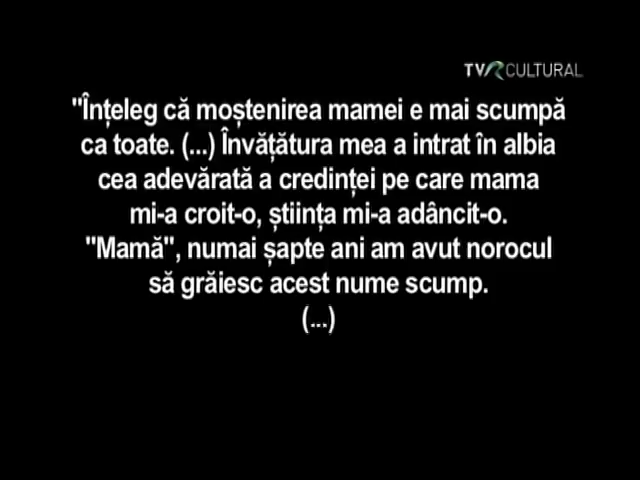 TVR CULTURAL
"Înțeleg că moștenirea mamei e mai scumpă
ca toate. (...) Învățătura mea a intrat în albia
cea adevărată a credinței pe care mama
mi-a croit-o, știința mi-a adâncit-o.
"Mamă", numai șapte ani am avut norocul
să grăiesc acest nume scump.
(...)